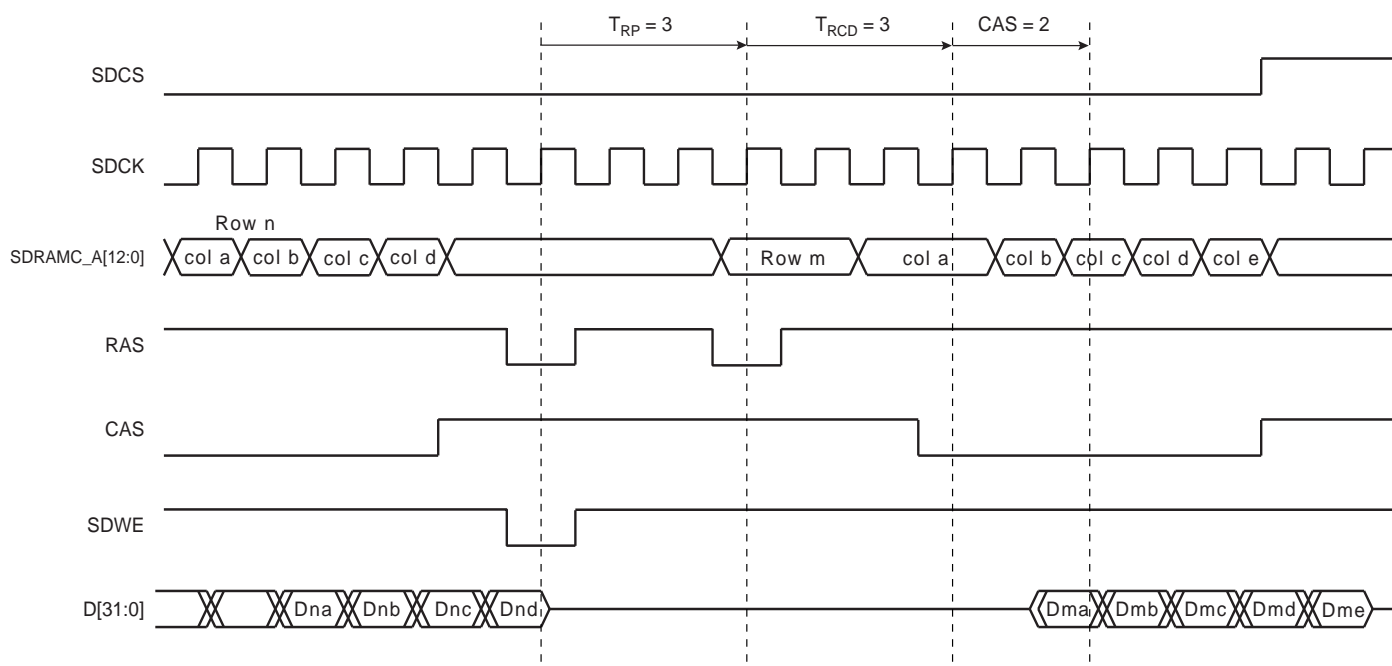 T_RP = 3 T_RCD = 3 CAS = 2
SDCS
SDCK
Row n
SDRAMC_A[12:0] col a col b col c col d Row m col a col b col c col d col e
RAS
CAS
SDWE
D[31:0] Dna Dnb Dnc Dnd Dma Dmb Dmc Dmd Dme